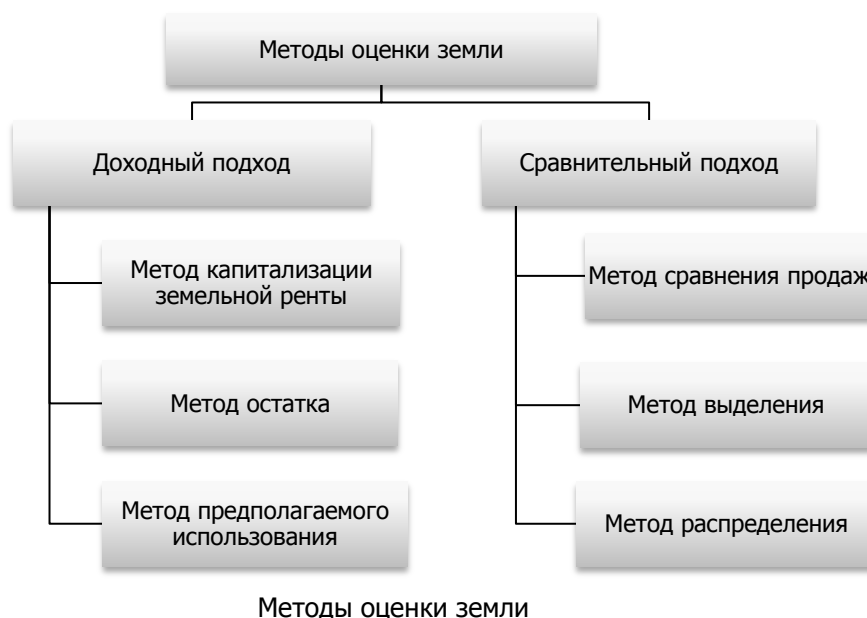 Методы оценки земли
Доходный подход
Сравнительный подход
Метод капитализации
земельной ренты
Метод сравнения продаж
Метод остатка
Метод выделения
Метод предполагаемого
использования
Метод распределения
Методы оценки земли